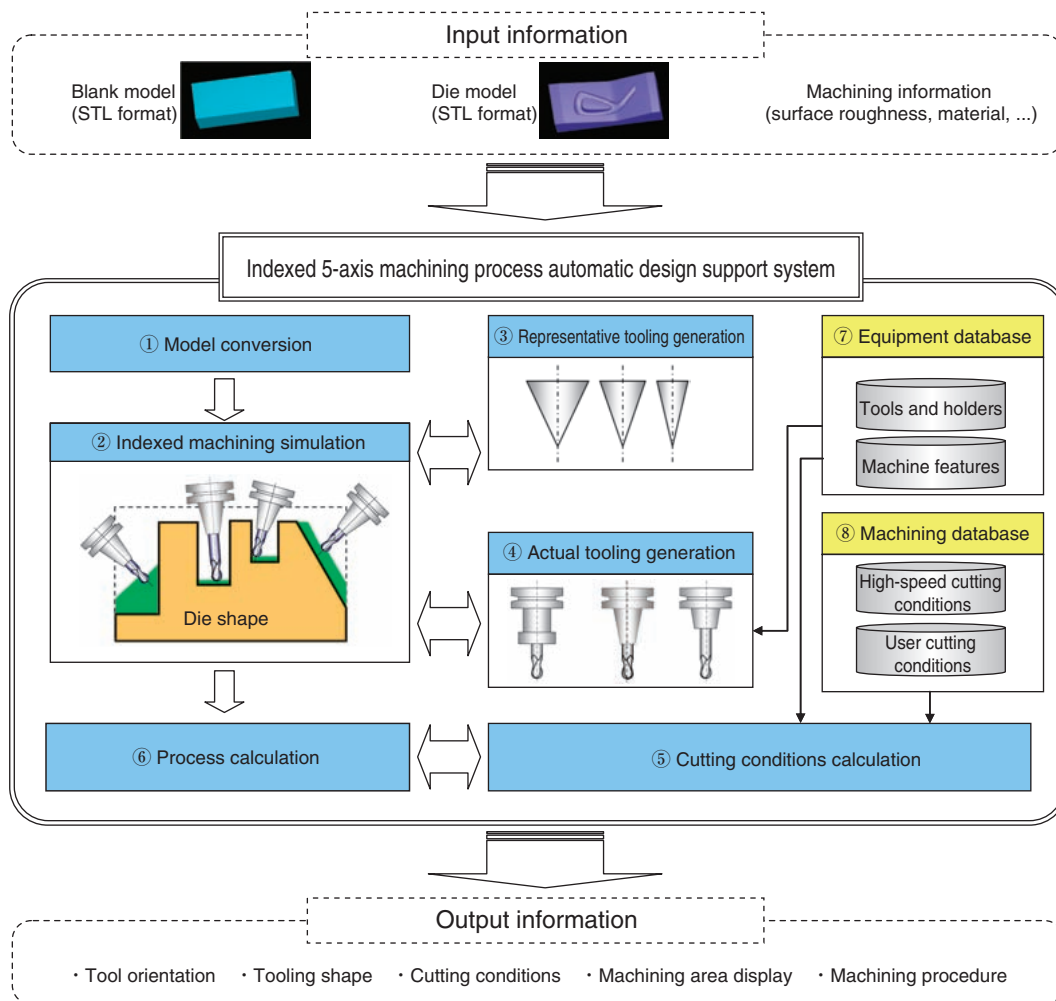 Input information
Blank model
(STL format)
Die model
(STL format)
Machining information
(surface roughness, material, ...)
Indexed 5-axis machining process automatic design support system
① Model conversion
③ Representative tooling generation
⑦ Equipment database
Tools and holders
Machine features
② Indexed machining simulation
Die shape
④ Actual tooling generation
⑧ Machining database
High-speed cutting
conditions
User cutting
conditions
⑥ Process calculation
⑤ Cutting conditions calculation
Output information
・Tool orientation ・Tooling shape ・Cutting conditions ・Machining area display ・Machining procedure